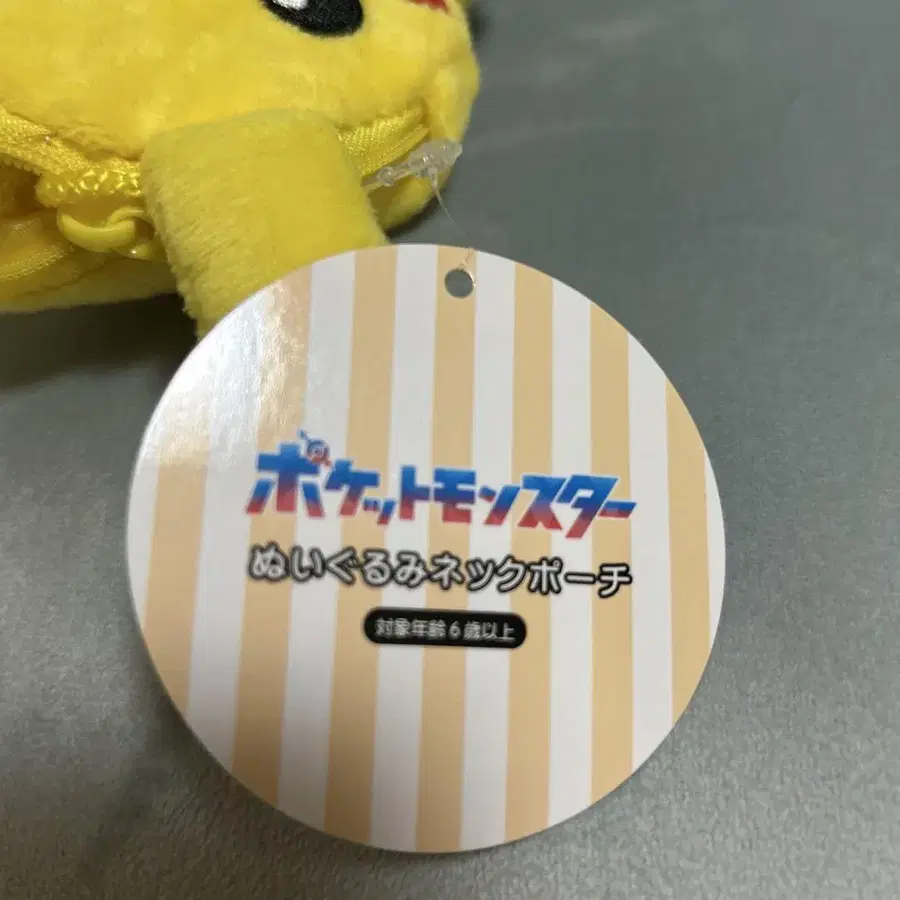 ポケットモンスター
ぬいぐるみネックポーチ
対象年齢6歳以上